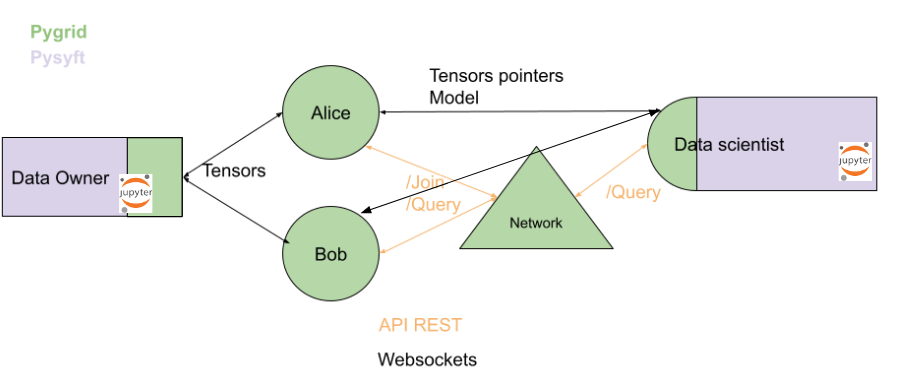 Pygrid
Pysyft
Tensors pointers
Model
Alice
Data scientist
jupyter
Data Owner
jupyter
Tensors
/Join
/Query
/Query
Network
Bob
API REST
Websockets